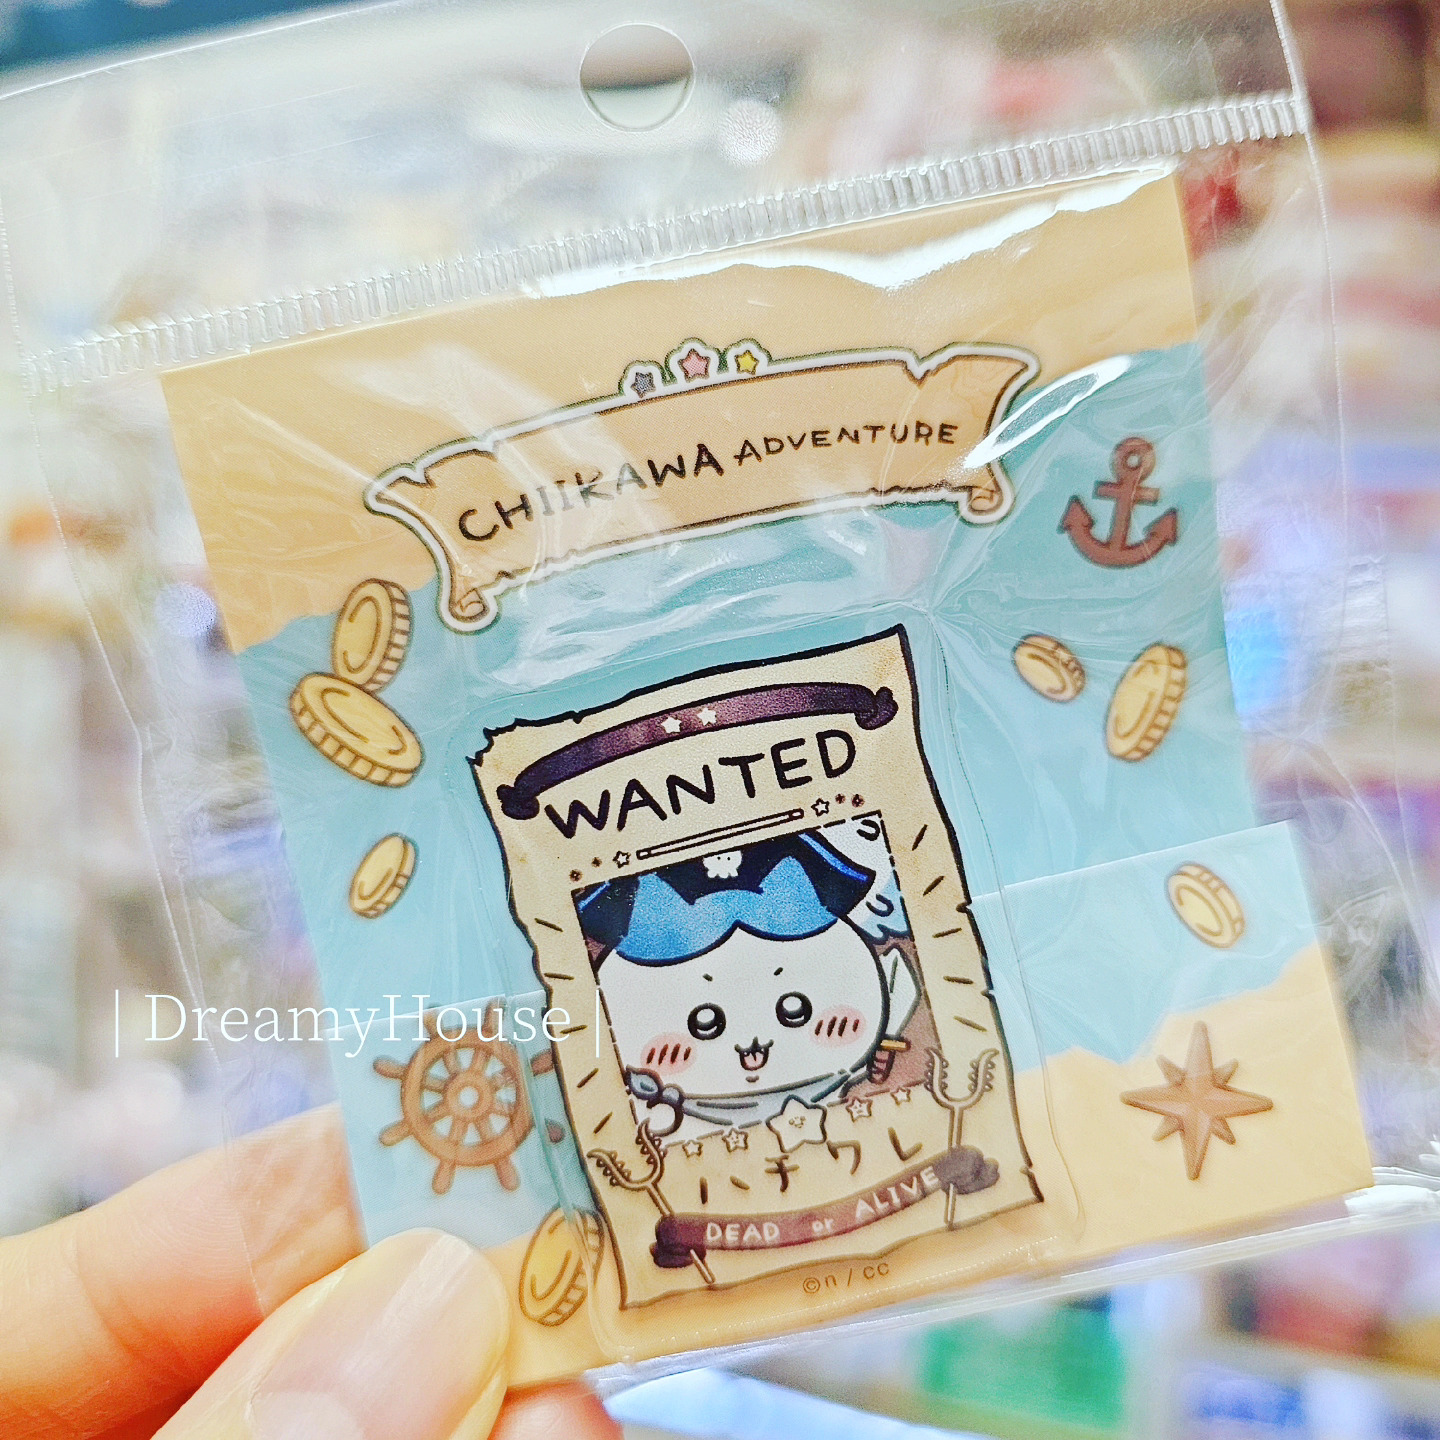 CHIIKAWA ADVENTURE
WANTED
| DreamyHouse |
ハチワレ
DEAD or ALIVE
©n / cc